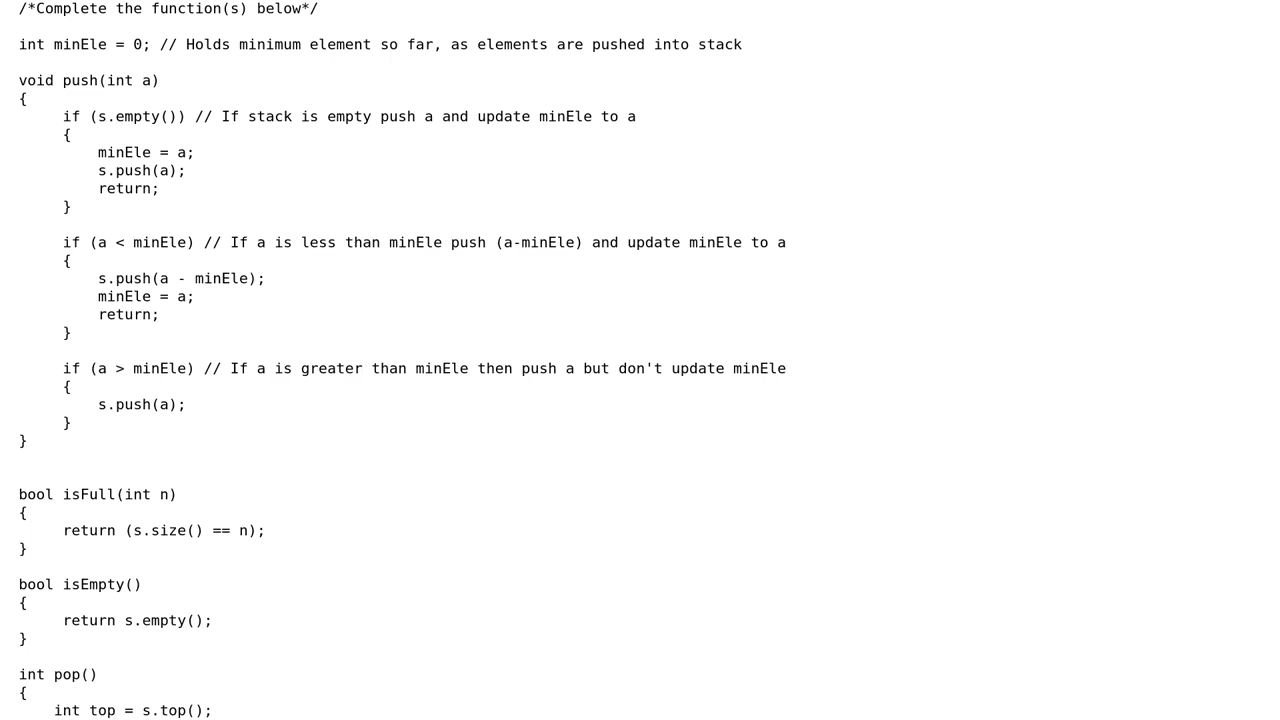 /*Complete the function(s) below*/
int minEle = 0; // Holds minimum element so far, as elements are pushed into stack
void push(int a)
{
if (s.empty()) // If stack is empty push a and update minEle to a
{
minEle = a;
s.push(a);
return;
}
if (a < minEle) // If a is less than minEle push (a-minEle) and update minEle to a
{
s.push(a - minEle);
minEle = a;
return;
}
if (a > minEle) // If a is greater than minEle then push a but don't update minEle
{
s.push(a);
}
}
bool isFull(int n)
{
return (s.size() == n);
}
bool isEmpty()
{
return s.empty();
}
int pop()
{
int top = s.top();